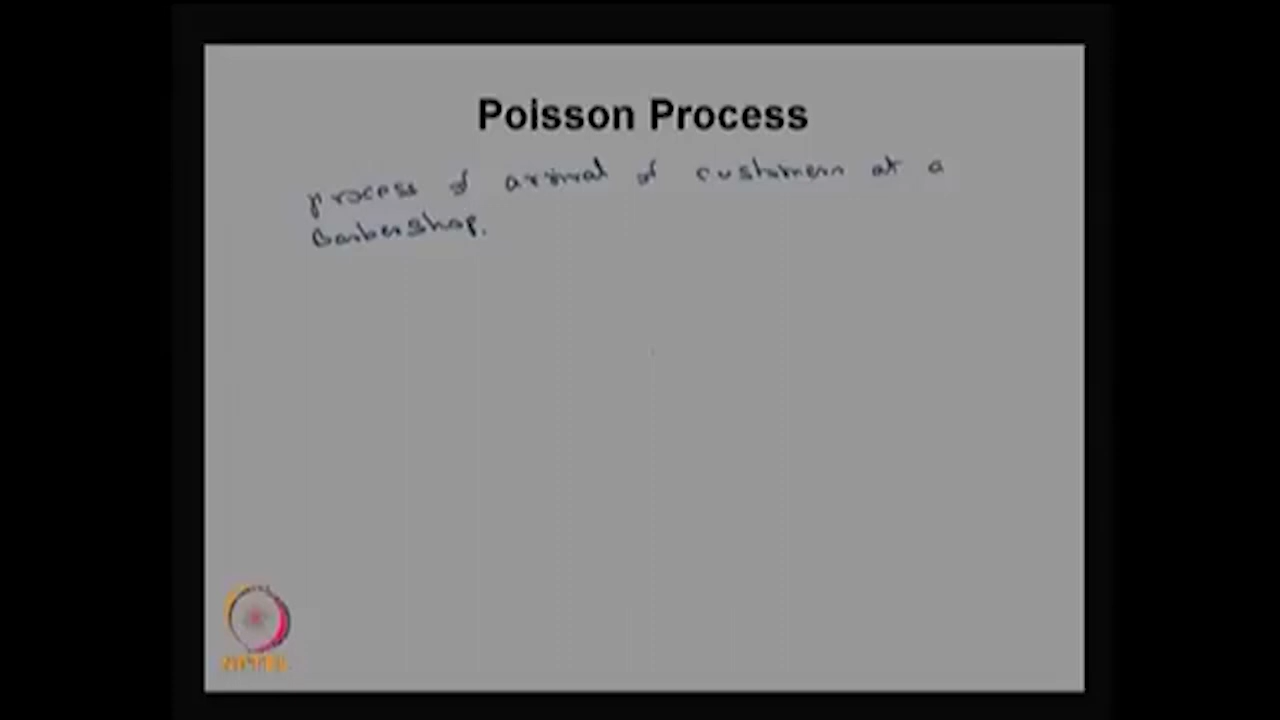 Poisson Process
process of arrival of customers at a
Barbershop.
NPTEL